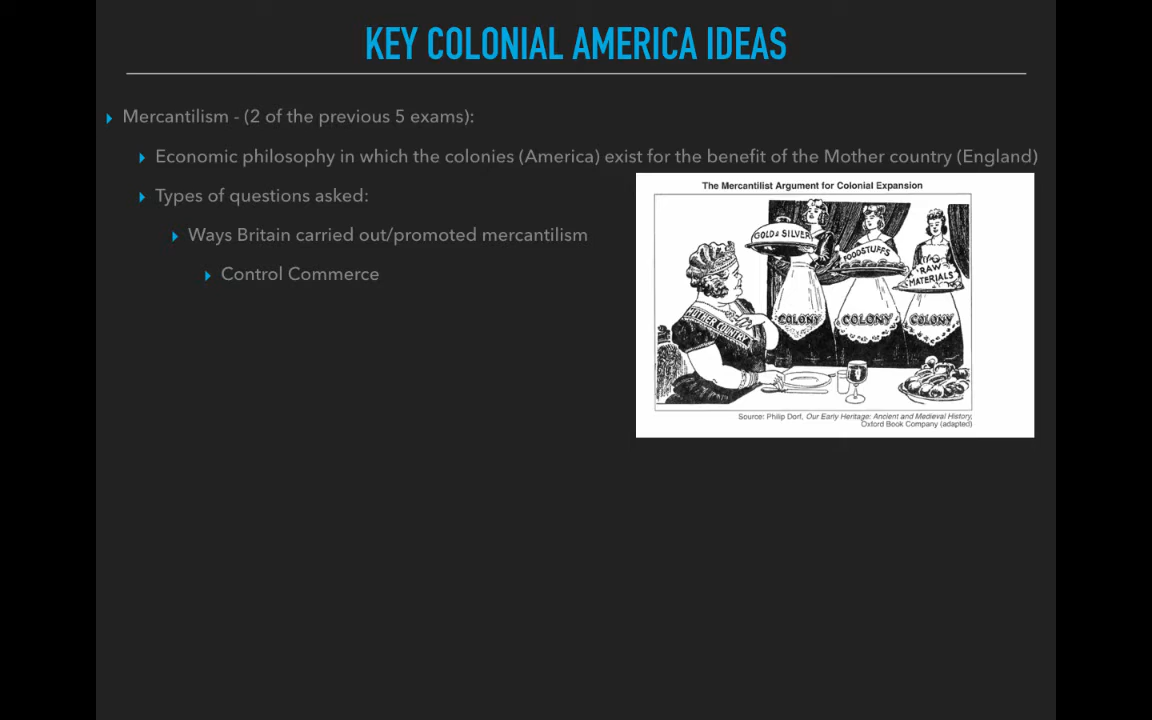 KEY COLONIAL AMERICA IDEAS
Mercantilism - (2 of the previous 5 exams):
Economic philosophy in which the colonies (America) exist for the benefit of the Mother country (England)
Types of questions asked:
Ways Britain carried out/promoted mercantilism
Control Commerce
The Mercantilist Argument for Colonial Expansion
GOLD & SILVER
FOODSTUFFS
RAW
MATERIALS
COLONY
COLONY
COLONY
MOTHER COUNTRY
Source: Philip Dorf, Our Early Heritage: Ancient and Medieval History,
Oxford Book Company (adapted)